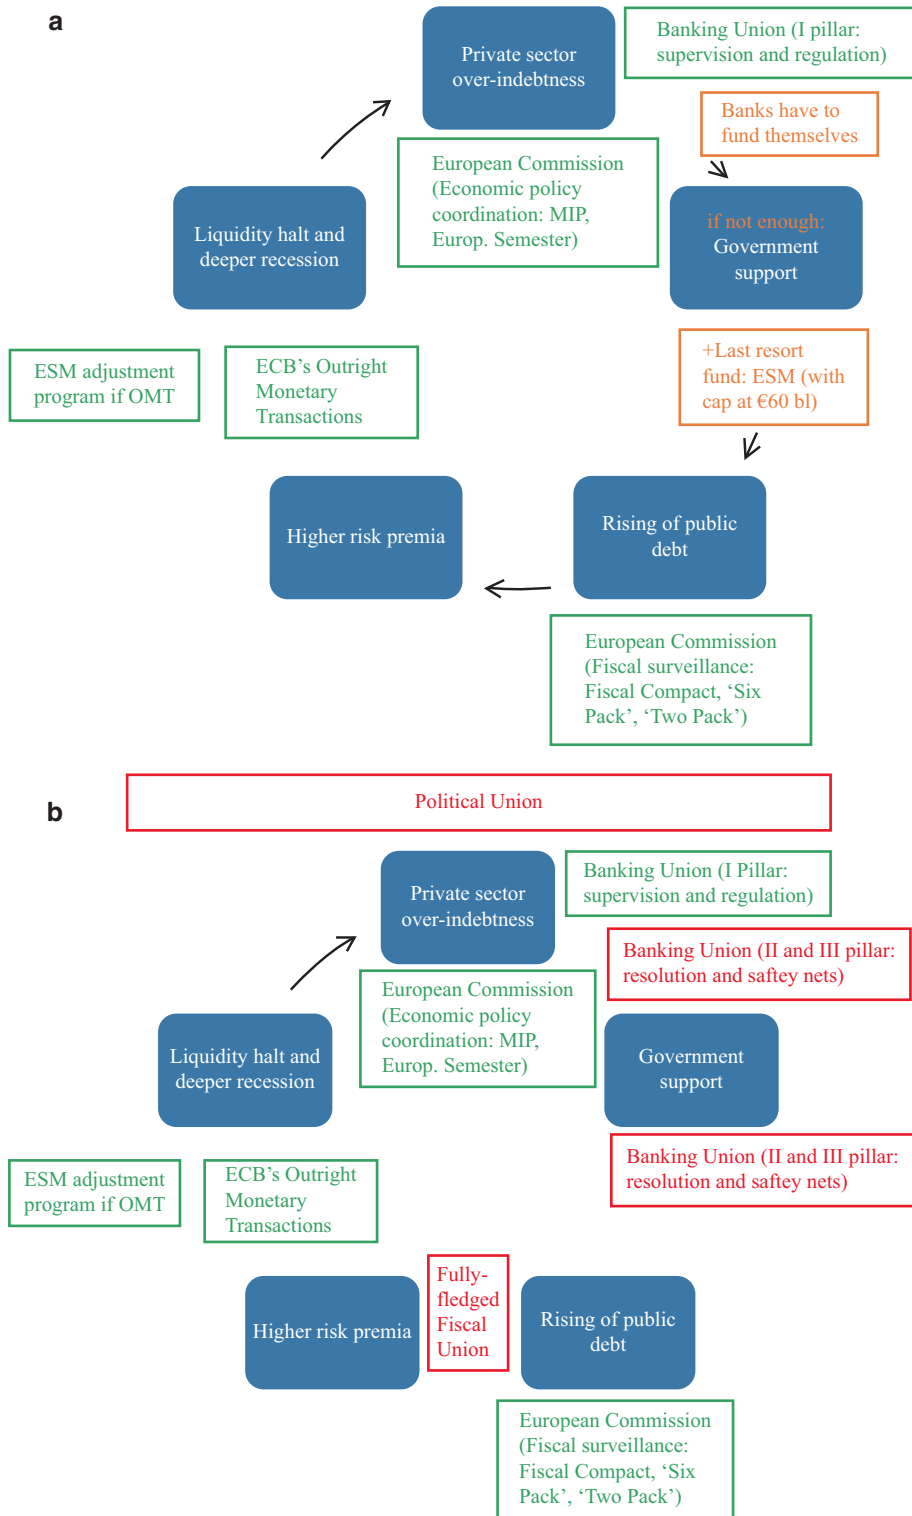 a
Private sector
over-indebtness
Banking Union (I pillar:
supervision and regulation)
Banks have to
fund themselves
European Commission
(Economic policy
coordination: MIP,
Europ. Semester)
Liquidity halt and
deeper recession
if not enough:
Government
support
ESM adjustment
program if OMT
ECB’s Outright
Monetary
Transactions
+Last resort
fund: ESM (with
cap at €60 bl)
Higher risk premia
Rising of public
debt
European Commission
(Fiscal surveillance:
Fiscal Compact, ‘Six
Pack’, ‘Two Pack’)
b
Political Union
Private sector
over-indebtness
Banking Union (I Pillar:
supervision and regulation)
Banking Union (II and III pillar:
resolution and saftey nets)
European Commission
(Economic policy
coordination: MIP,
Europ. Semester)
Liquidity halt and
deeper recession
Government
support
Banking Union (II and III pillar:
resolution and saftey nets)
ESM adjustment
program if OMT
ECB’s Outright
Monetary
Transactions
Higher risk premia
Fully-
fledged
Fiscal
Union
Rising of public
debt
European Commission
(Fiscal surveillance:
Fiscal Compact, ‘Six
Pack’, ‘Two Pack’)